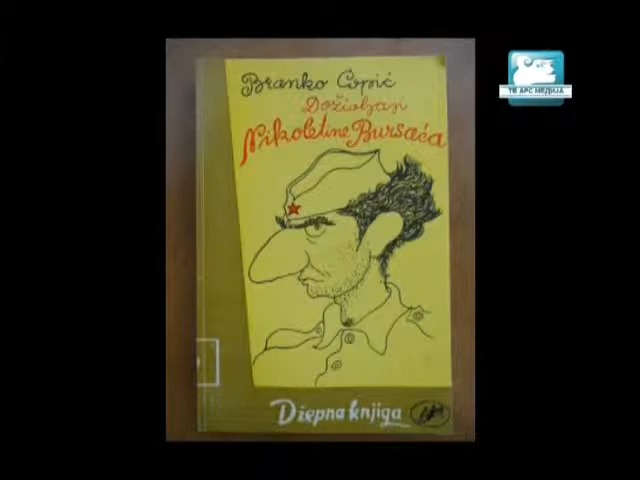 Branko Ćopić
Doživljaji
Nikoletine Bursaća
Džepna knjiga
ТВ АРС МЕДИЈА